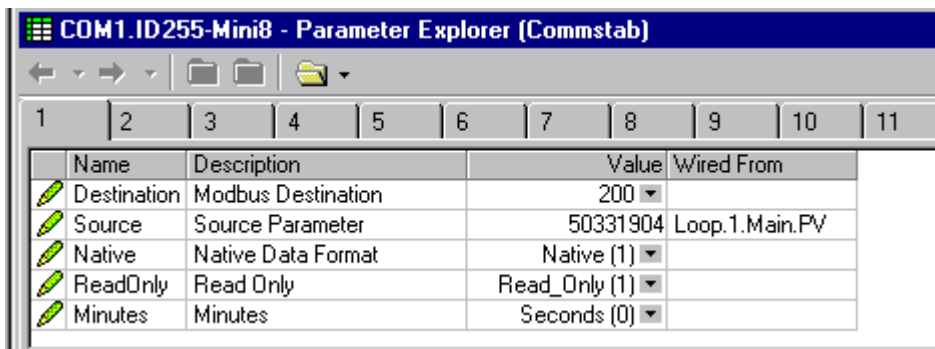 COM1.ID255-Mini8 - Parameter Explorer (Commstab)
1 2 3 4 5 6 7 8 9 10 11
Name Description Value Wired From
Destination Modbus Destination 200
Source Source Parameter 50331904 Loop.1.Main.PV
Native Native Data Format Native (1)
ReadOnly Read Only Read_Only (1)
Minutes Minutes Seconds (0)